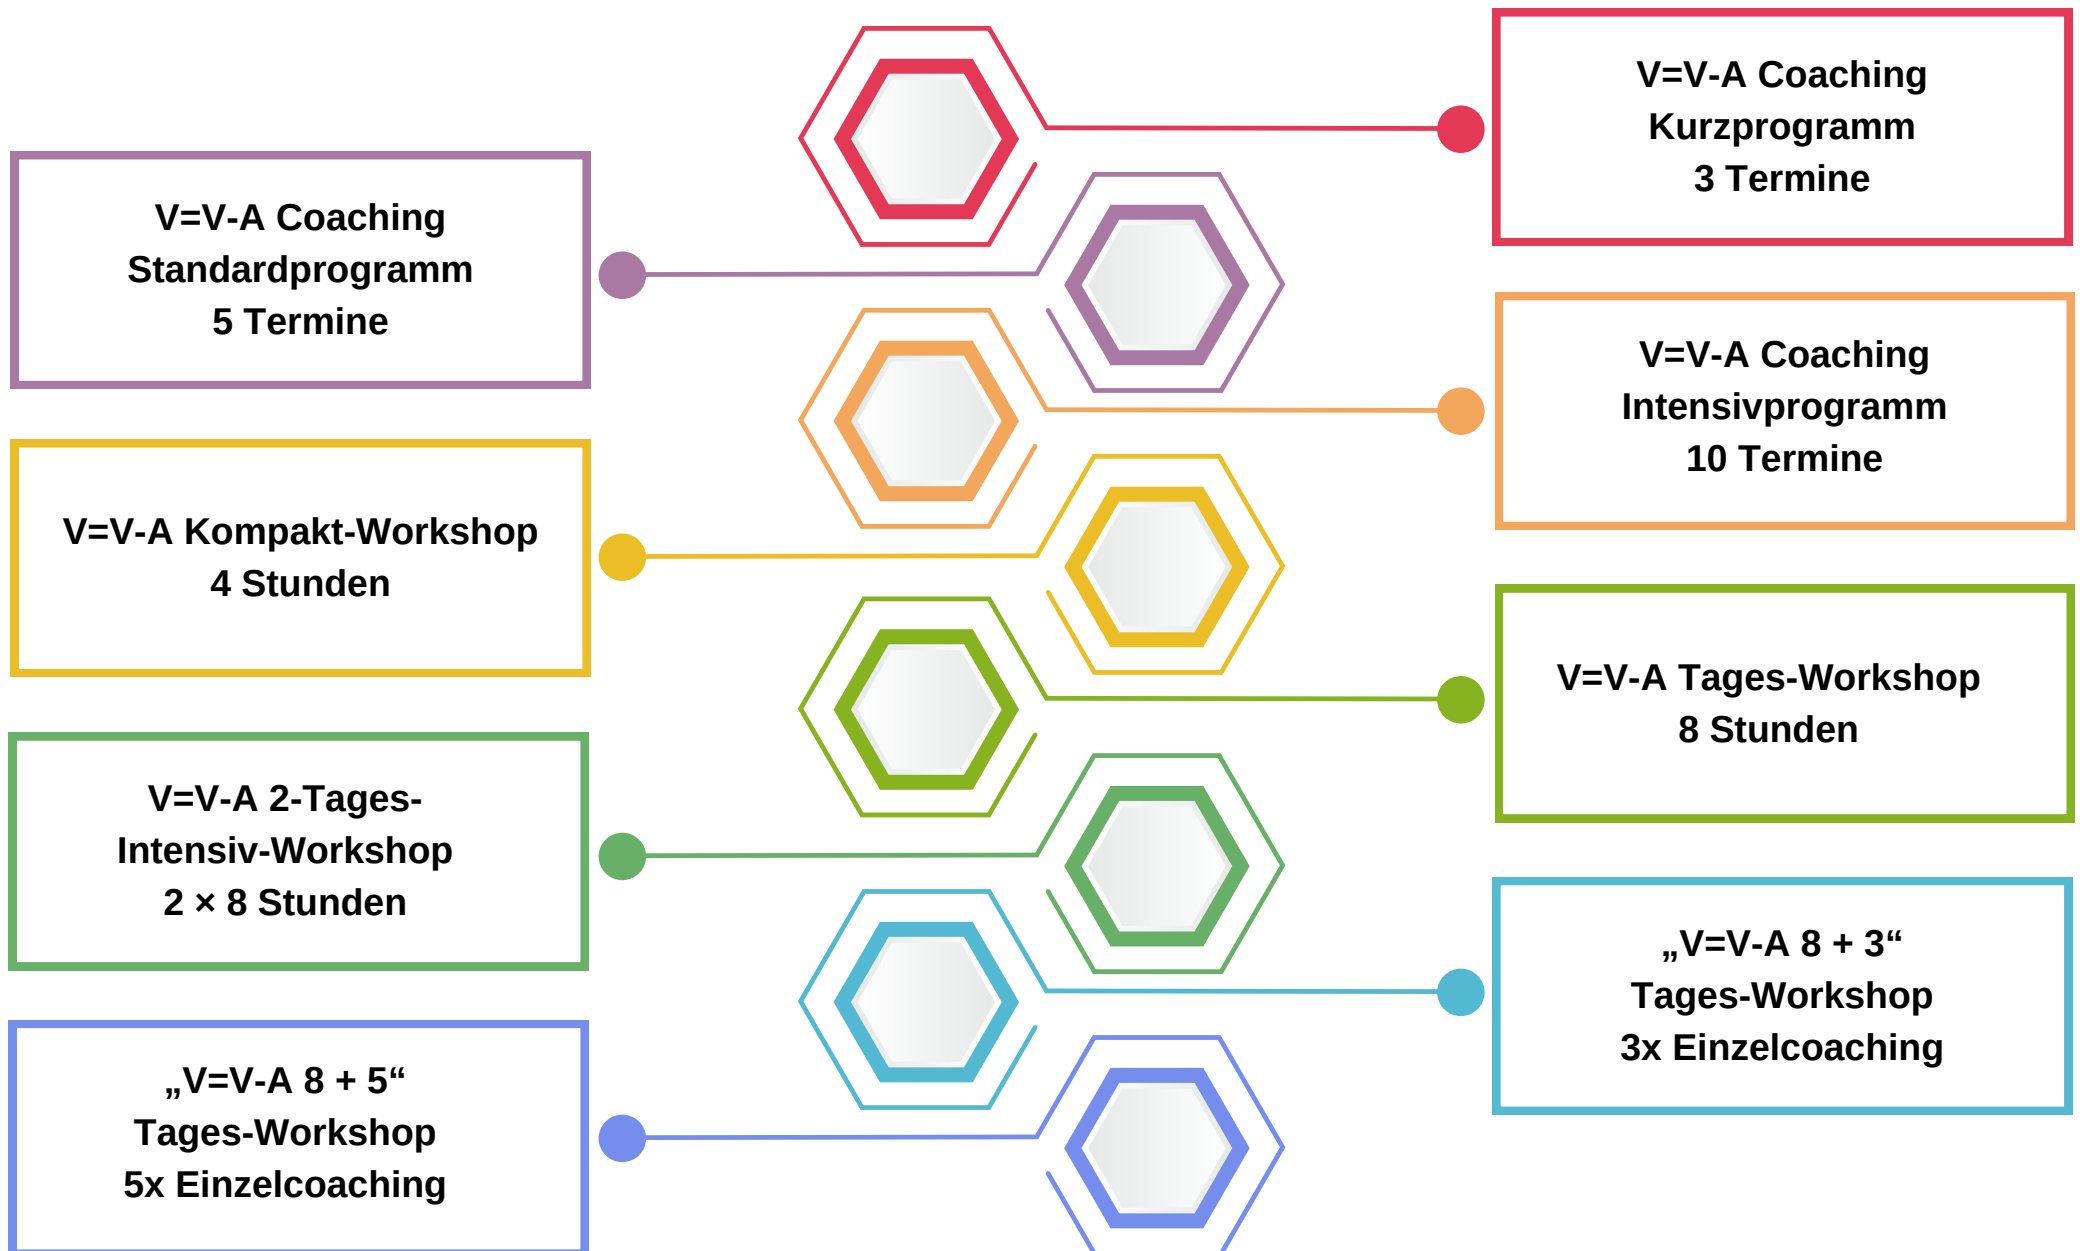 V=V-A Coaching
Kurzprogramm
3 Termine
V=V-A Coaching
Standardprogramm
5 Termine
V=V-A Coaching
Intensivprogramm
10 Termine
V=V-A Kompakt-Workshop
4 Stunden
V=V-A Tages-Workshop
8 Stunden
V=V-A 2-Tages-
Intensiv-Workshop
2 × 8 Stunden
„V=V-A 8 + 3“
Tages-Workshop
3x Einzelcoaching
„V=V-A 8 + 5“
Tages-Workshop
5x Einzelcoaching